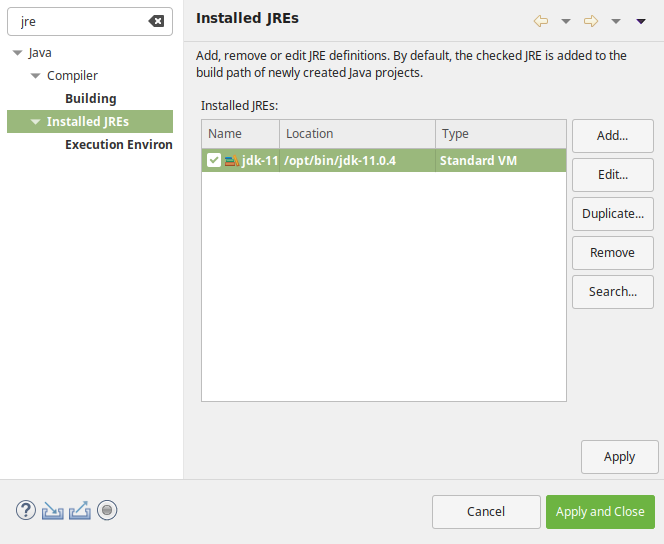 jre
Java
Compiler
Building
Installed JREs
Execution Environ
Installed JREs
Add, remove or edit JRE definitions. By default, the checked JRE is added to the
build path of newly created Java projects.
Installed JREs:
Name Location Type
jdk-11 /opt/bin/jdk-11.0.4 Standard VM
Add...
Edit...
Duplicate...
Remove
Search...
Apply
?
Cancel
Apply and Close